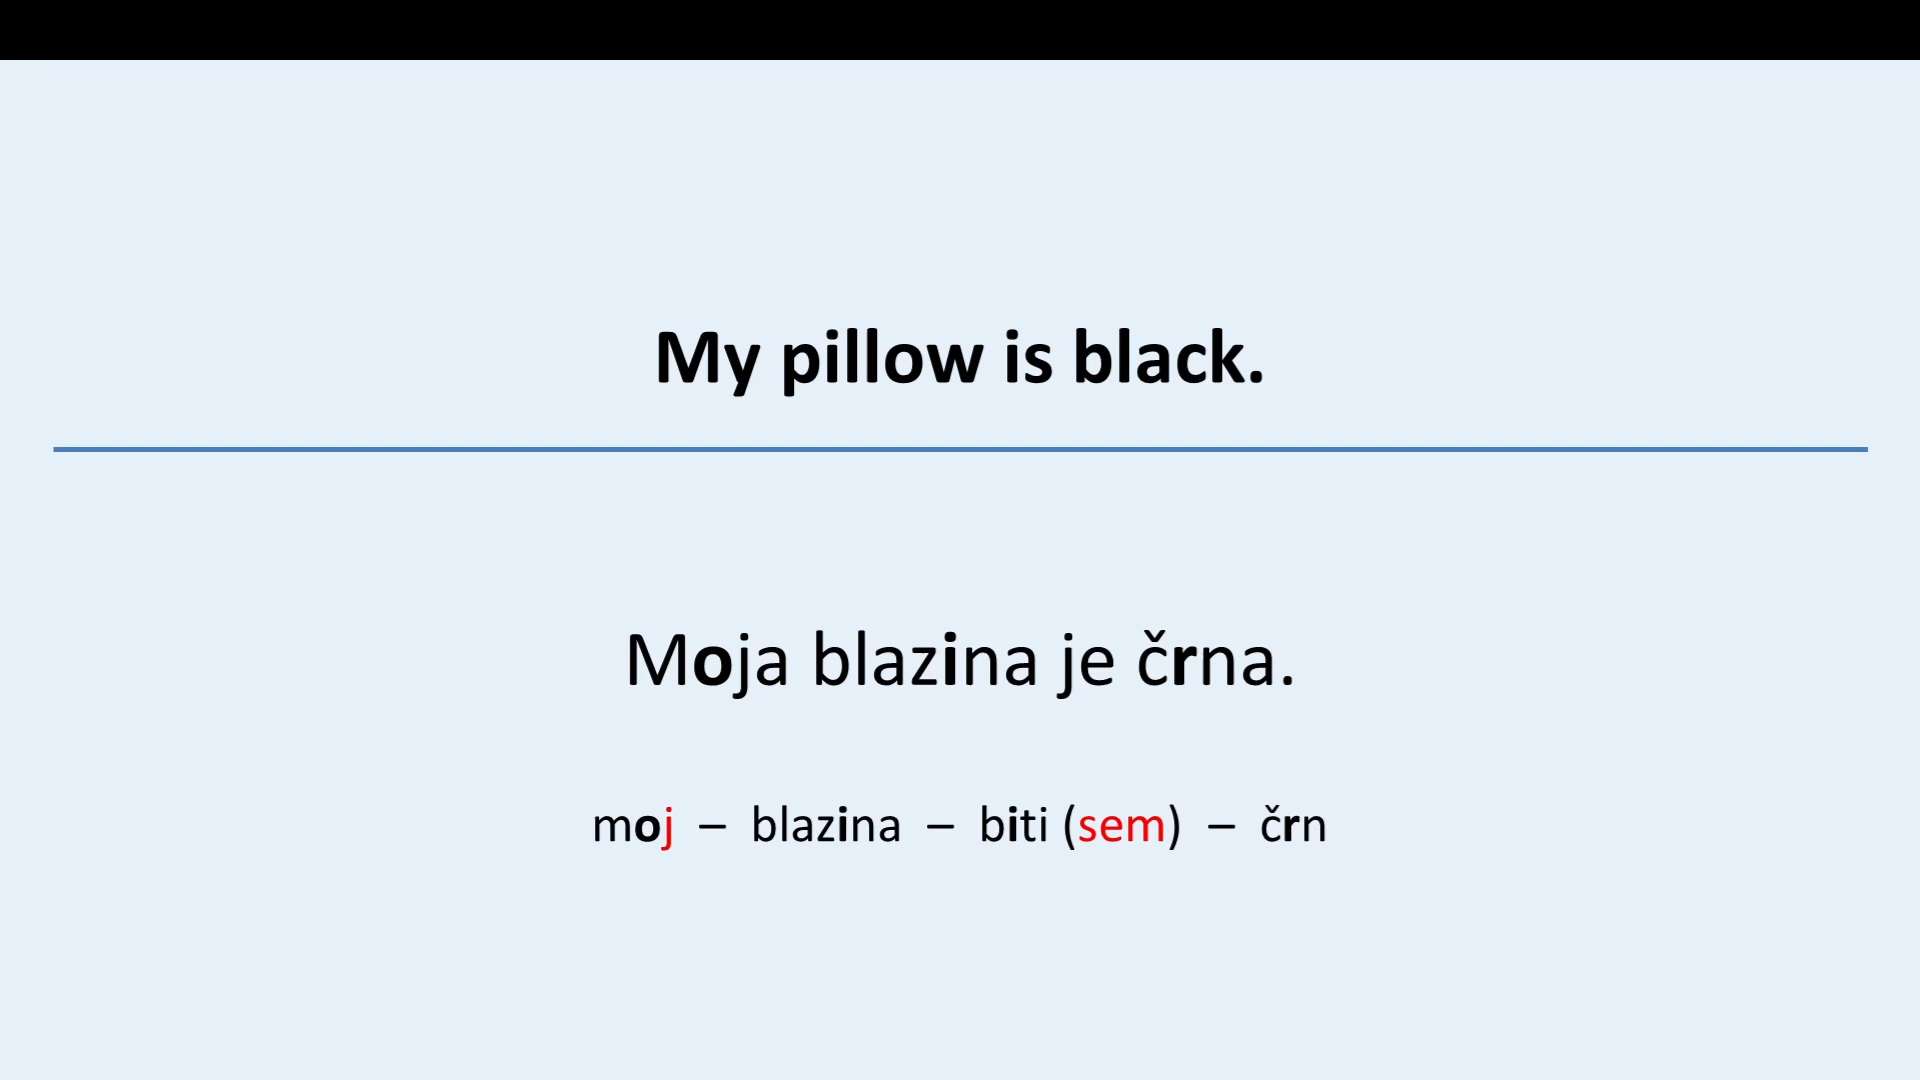 My pillow is black.
Moja blazina je črna.
moj – blazina – biti (sem) – črn